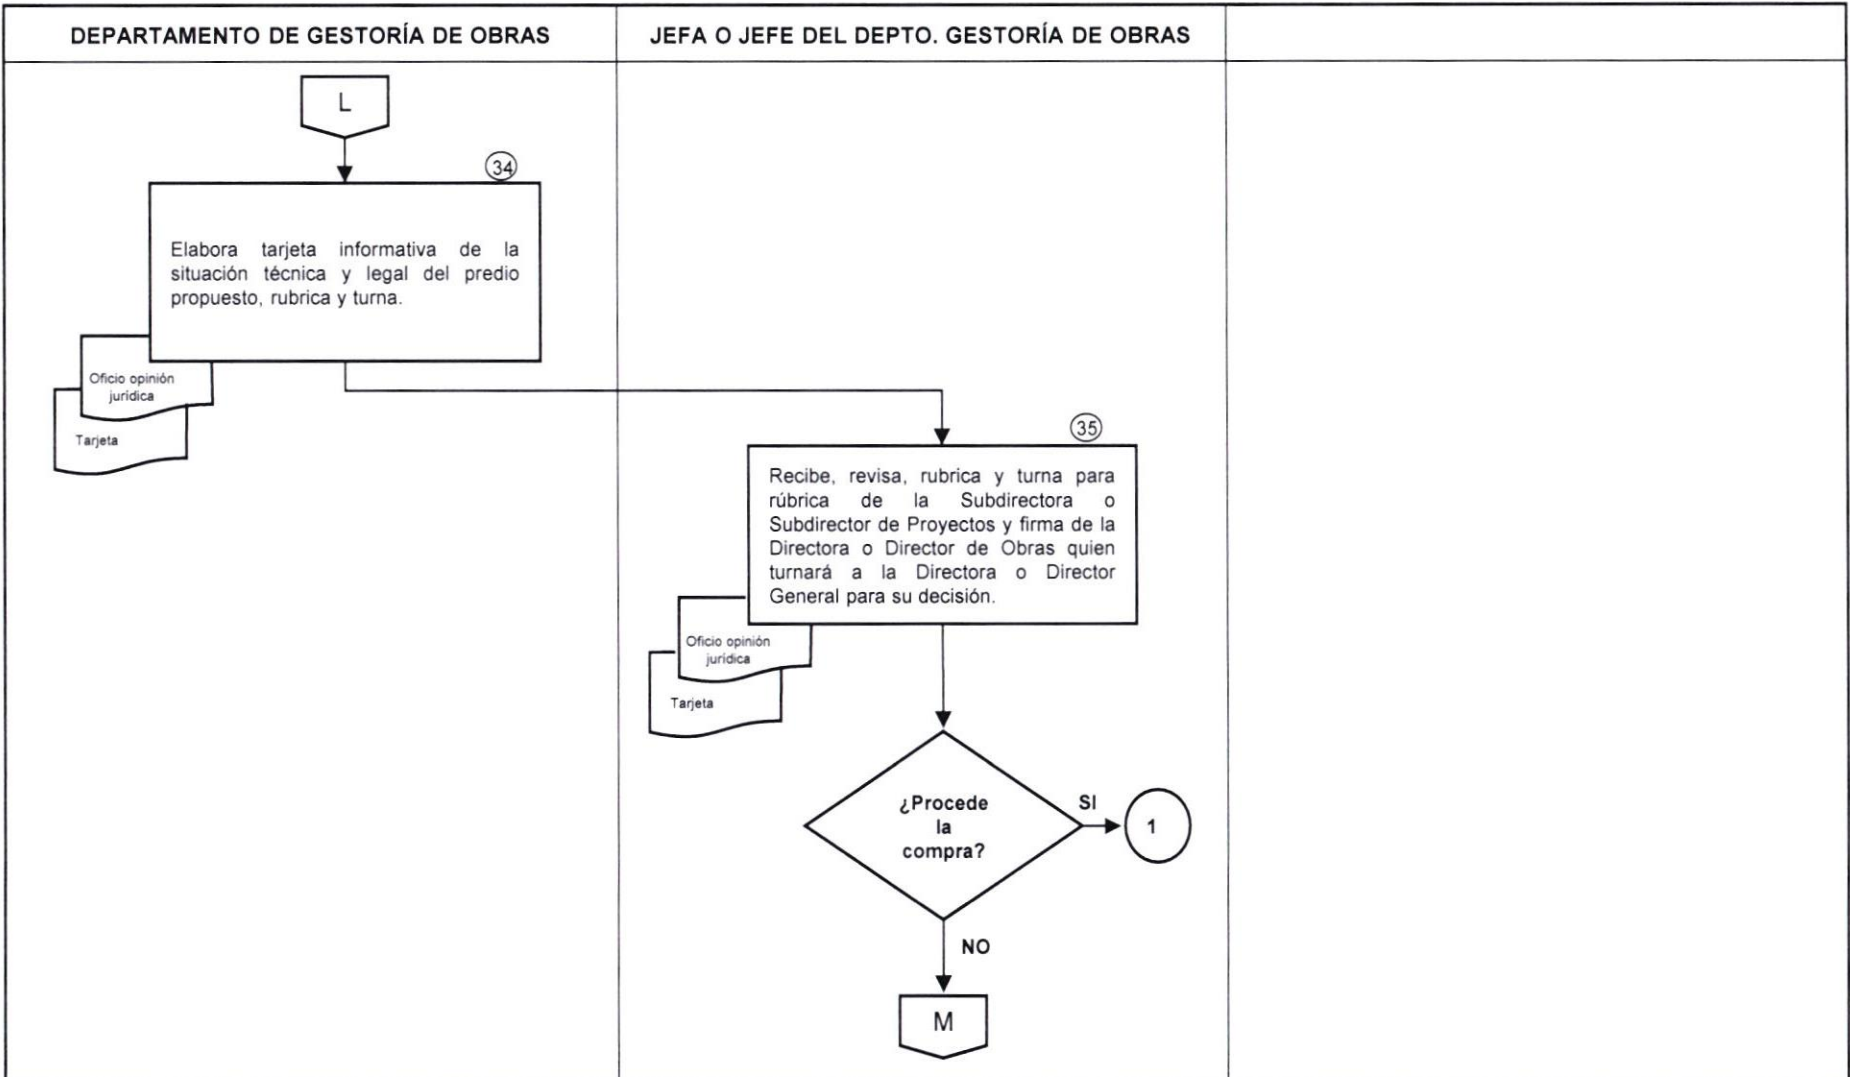 DEPARTAMENTO DE GESTORÍA DE OBRAS
JEFA O JEFE DEL DEPTO. GESTORÍA DE OBRAS
L
34
Elabora tarjeta informativa de la
situación técnica y legal del predio
propuesto, rubrica y turna.
Oficio opinión
jurídica
Tarjeta
35
Recibe, revisa, rubrica y turna para
rúbrica de la Subdirectora o
Subdirector de Proyectos y firma de la
Directora o Director de Obras quien
turnará a la Directora o Director
General para su decisión.
Oficio opinión
jurídica
Tarjeta
¿Procede
la
compra?
SI
1
NO
M